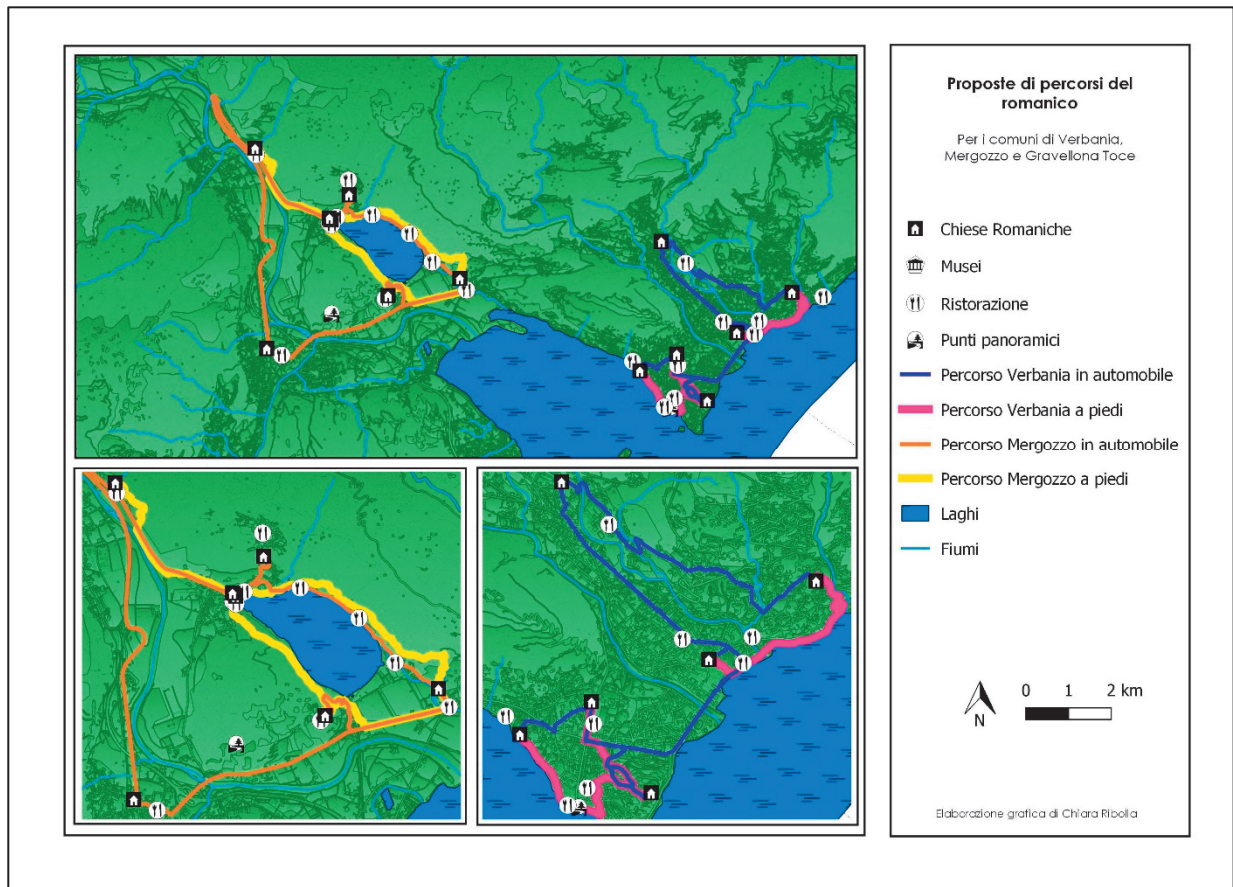 Proposte di percorsi del
romanico
Per i comuni di Verbania,
Mergozzo e Gravellona Toce
Chiese Romaniche
Musei
Ristorazione
Punti panoramici
Percorso Verbania in automobile
Percorso Verbania a piedi
Percorso Mergozzo in automobile
Percorso Mergozzo a piedi
Laghi
Fiumi
N
0 1 2 km
Elaborazione grafica di Chiara Ribolla